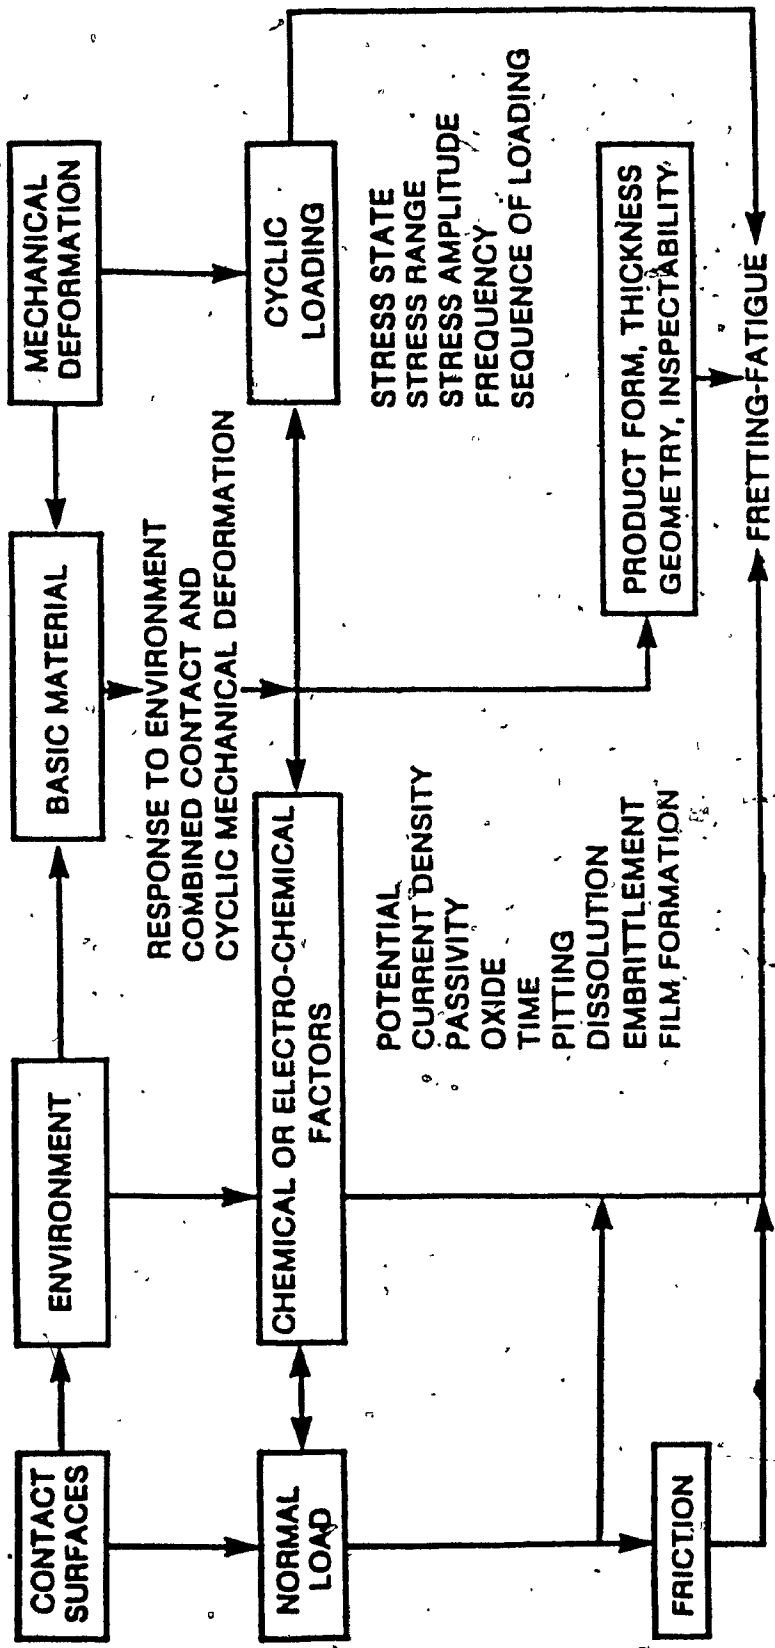 CONTACT
SURFACES
ENVIRONMENT
BASIC MATERIAL
MECHANICAL
DEFORMATION
RESPONSE TO ENVIRONMENT
COMBINED CONTACT AND
CYCLIC MECHANICAL DEFORMATION
NORMAL
LOAD
CHEMICAL OR ELECTRO-CHEMICAL
FACTORS
CYCLIC
LOADING
POTENTIAL
CURRENT DENSITY
PASSIVITY
OXIDE
TIME
PITTING
DISSOLUTION
EMBRITTLEMENT
FILM FORMATION
STRESS STATE
STRESS RANGE
STRESS AMPLITUDE
FREQUENCY
SEQUENCE OF LOADING
FRICTION
PRODUCT FORM, THICKNESS
GEOMETRY, INSPECTABILITY
FRETTING-FATIGUE